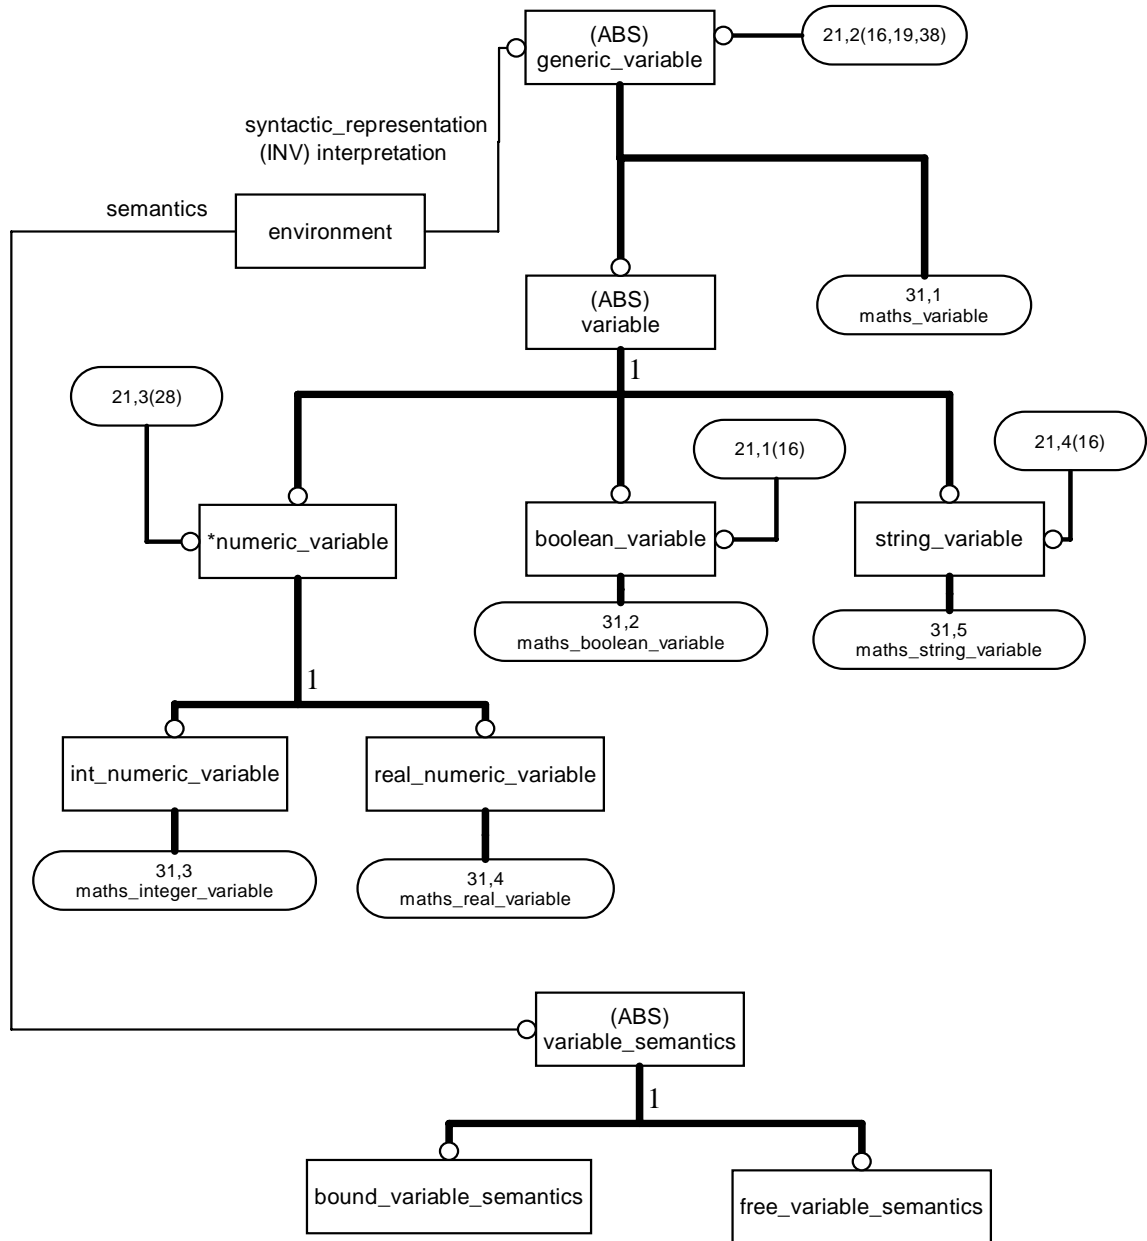 (ABS)
generic_variable
21,2(16,19,38)
syntactic_representation
(INV) interpretation
semantics
environment
(ABS)
variable
31,1
maths_variable
1
21,3(28)
21,1(16)
21,4(16)
*numeric_variable
boolean_variable
string_variable
31,2
maths_boolean_variable
31,5
maths_string_variable
1
int_numeric_variable
real_numeric_variable
31,3
maths_integer_variable
31,4
maths_real_variable
(ABS)
variable_semantics
1
bound_variable_semantics
free_variable_semantics